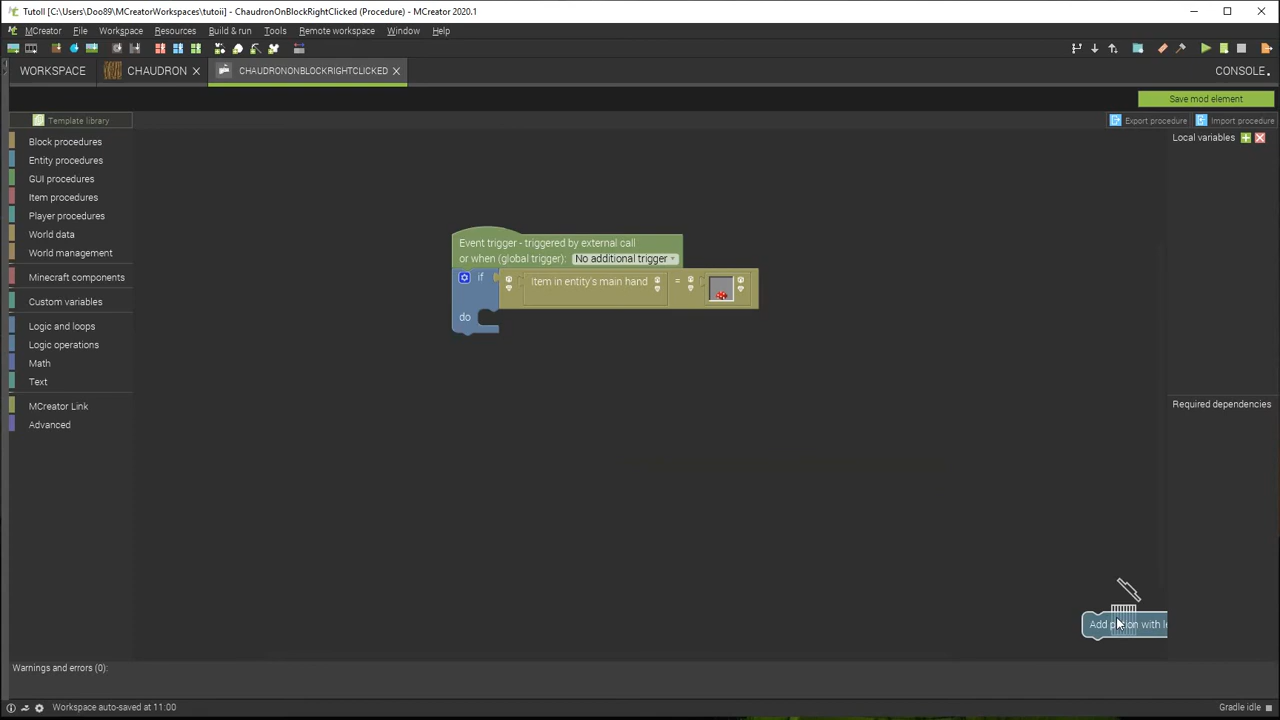 Tutoll [C:\Users\Doo89\MCreatorWorkspaces\tutoii] - ChaudronOnBlockRightClicked (Procedure) - MCreator 2020.1
MCreator File Workspace Resources Build & run Tools Remote workspace Window Help
WORKSPACE CHAUDRON CHAUDRONONBLOCKRIGHTCLICKED CONSOLE
Save mod element
Template library Export procedure Import procedure
Block procedures
Entity procedures
GUI procedures
Item procedures
Player procedures
World data
World management
Minecraft components
Custom variables
Logic and loops
Logic operations
Math
Text
MCreator Link
Advanced
Event trigger - triggered by external call
or when (global trigger): No additional trigger
if Item in entity's main hand =
do
Local variables
Required dependencies
Add potion with le
Warnings and errors (0):
Workspace auto-saved at 11:00 Gradle idle